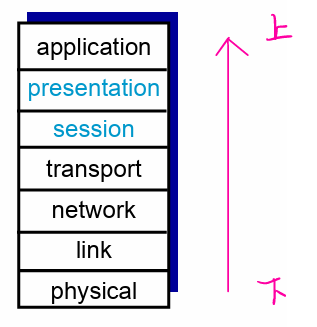 上
application
presentation
session
transport
network
link
physical
下